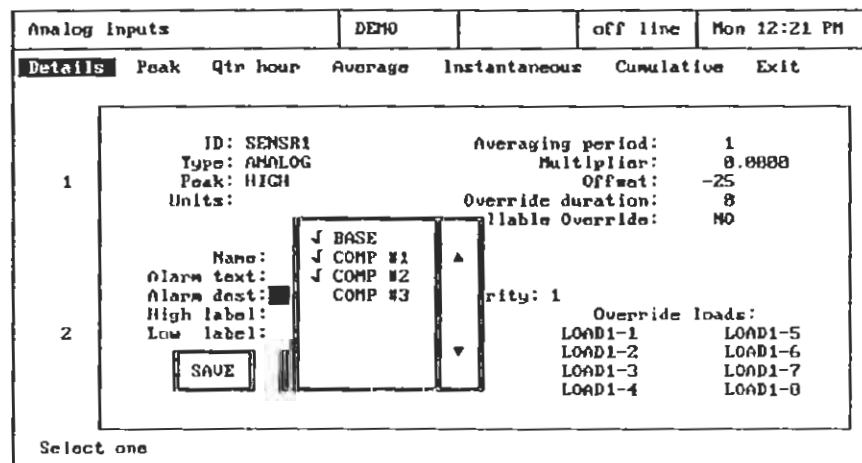 Analog inputs DEMO off line Mon 12:21 PM
Details Peak Qtr hour Average Instantaneous Cumulative Exit
1
ID: SENSR1 Averaging period: 1
Type: ANALOG Multiplier: 0.0000
Peak: HIGH Offset: -25
Units: Override duration: 0
llable Override: NO
√ BASE
Name: √ COMP #1 ▲
Alarm text: √ COMP #2
Alarm dest: COMP #3 rity: 1
High label: Override loads:
2 Low label: LOAD1-1 LOAD1-5
▼ LOAD1-2 LOAD1-6
SAVE LOAD1-3 LOAD1-7
LOAD1-4 LOAD1-8
Select one